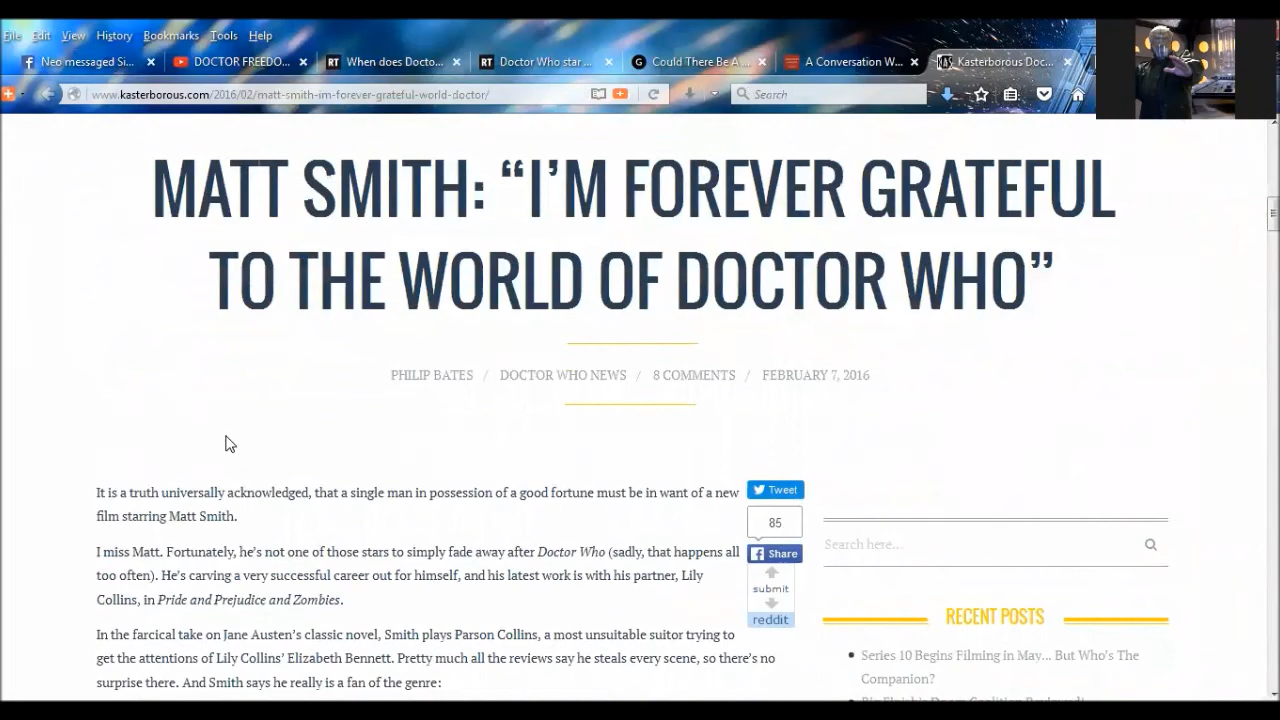 File Edit View History Bookmarks Tools Help
Neo messaged Si... DOCTOR FREEDO... When does Docto... Doctor Who star ... Could There Be A ... A Conversation W... Kasterborous Doc...
www.kasterborous.com/2016/02/matt-smith-im-forever-grateful-world-doctor/ Search
MATT SMITH: “I’M FOREVER GRATEFUL
TO THE WORLD OF DOCTOR WHO”
PHILIP BATES / DOCTOR WHO NEWS / 8 COMMENTS / FEBRUARY 7, 2016
It is a truth universally acknowledged, that a single man in possession of a good fortune must be in want of a new
film starring Matt Smith.
I miss Matt. Fortunately, he’s not one of those stars to simply fade away after Doctor Who (sadly, that happens all
too often). He’s carving a very successful career out for himself, and his latest work is with his partner, Lily
Collins, in Pride and Prejudice and Zombies.
In the farcical take on Jane Austen’s classic novel, Smith plays Parson Collins, a most unsuitable suitor trying to
get the attentions of Lily Collins’ Elizabeth Bennett. Pretty much all the reviews say he steals every scene, so there’s no
surprise there. And Smith says he really is a fan of the genre:
Tweet
85
Share
submit
reddit
Search here...
RECENT POSTS
Series 10 Begins Filming in May... But Who’s The
Companion?